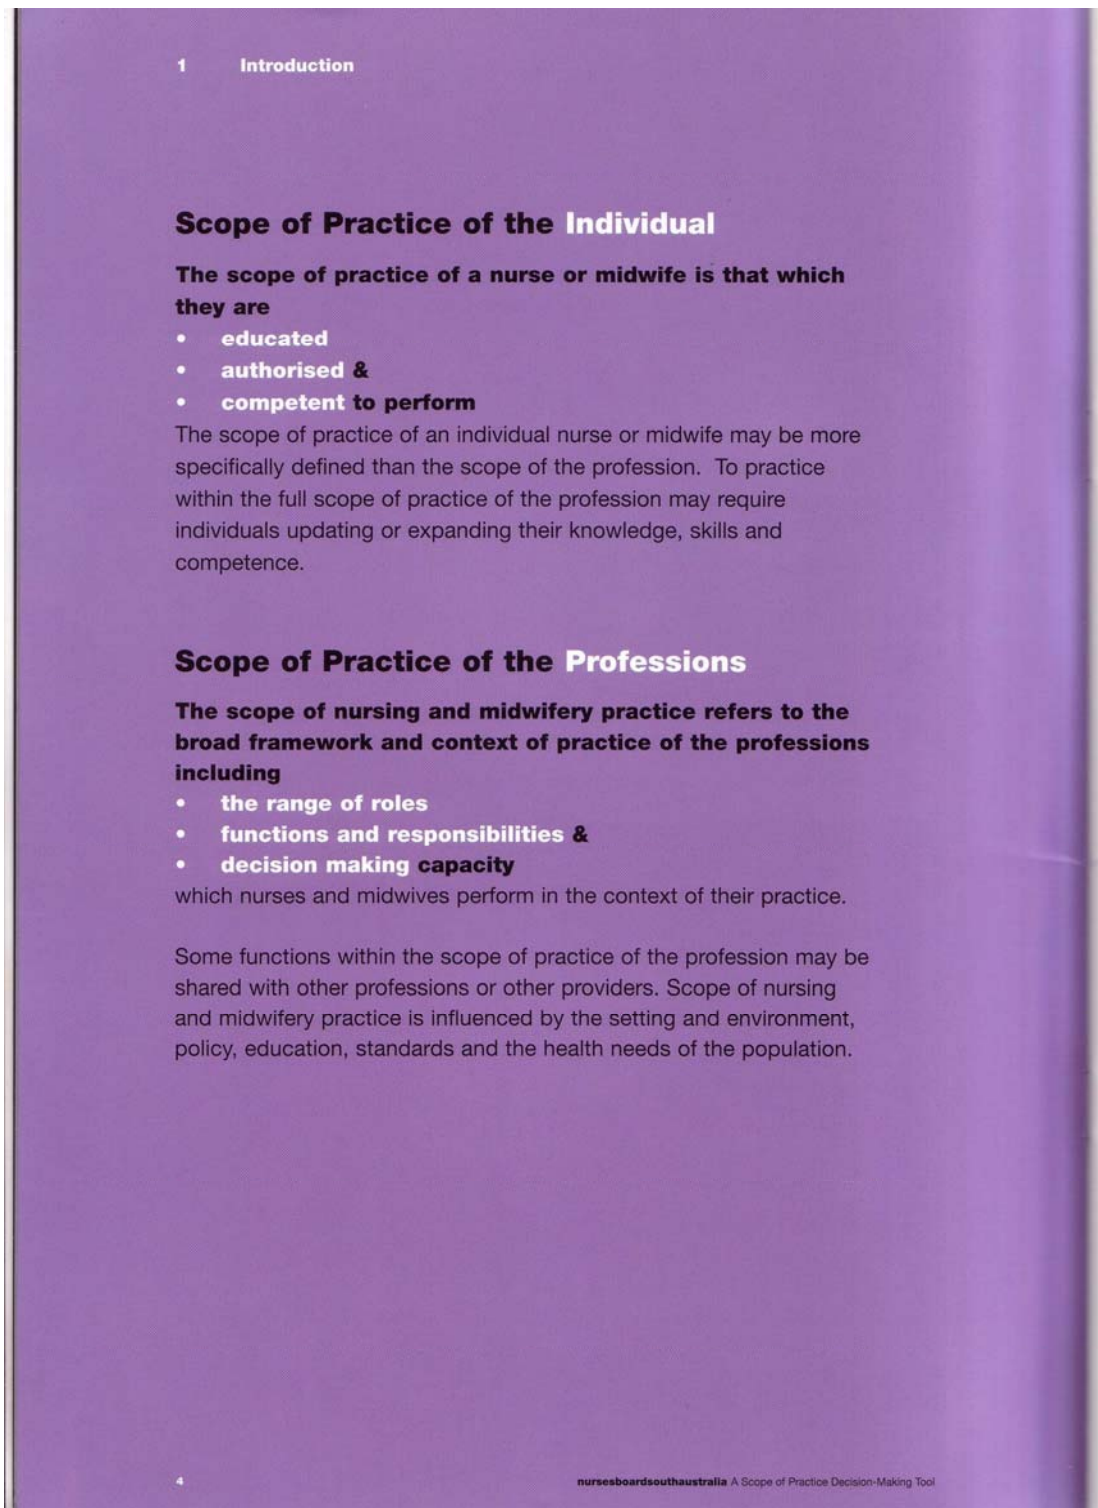 1 Introduction
Scope of Practice of the Individual
The scope of practice of a nurse or midwife is that which
they are
• educated
• authorised &
• competent to perform
The scope of practice of an individual nurse or midwife may be more
specifically defined than the scope of the profession. To practice
within the full scope of practice of the profession may require
individuals updating or expanding their knowledge, skills and
competence.
Scope of Practice of the Professions
The scope of nursing and midwifery practice refers to the
broad framework and context of practice of the professions
including
• the range of roles
• functions and responsibilities &
• decision making capacity
which nurses and midwives perform in the context of their practice.
Some functions within the scope of practice of the profession may be
shared with other professions or other providers. Scope of nursing
and midwifery practice is influenced by the setting and environment,
policy, education, standards and the health needs of the population.
4 nursesboardsouthaustralia A Scope of Practice Decision-Making Tool